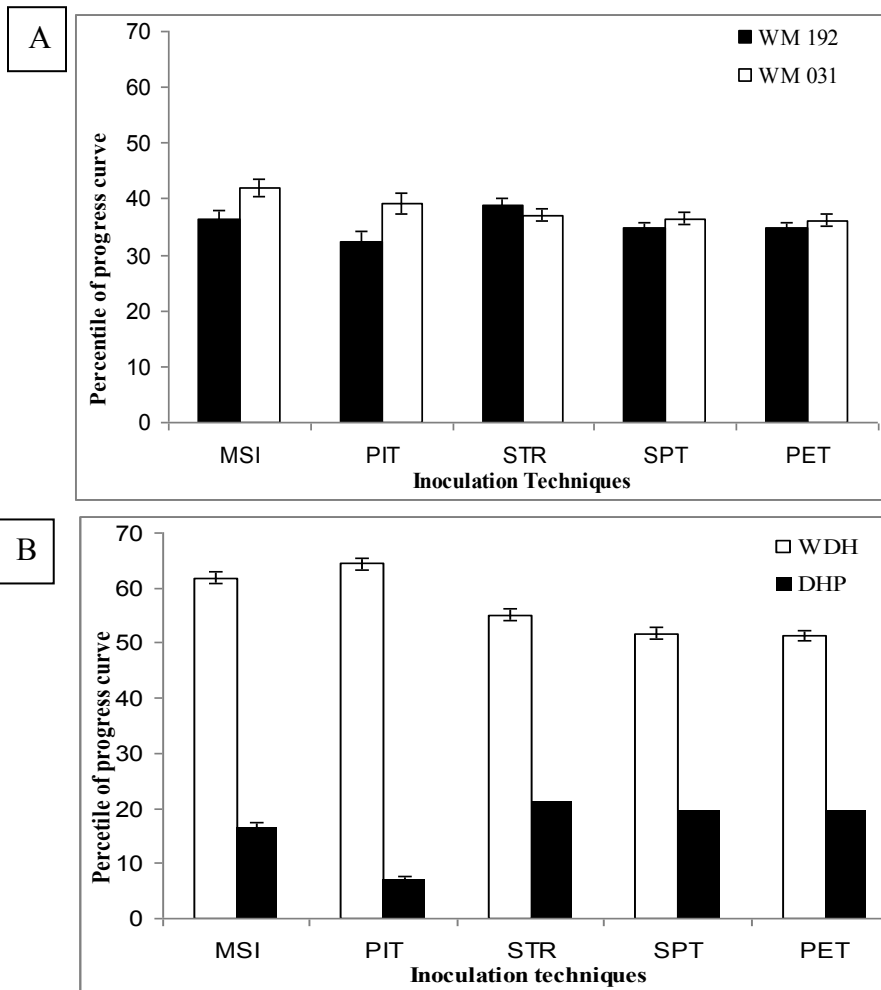 A
70
60
50
40
30
20
10
0
Percentile of progress curve
WM 192
WM 031
MSI PIT STR SPT PET
Inoculation Techniques
B
70
60
50
40
30
20
10
0
Percetile of progress curve
WDH
DHP
MSI PIT STR SPT PET
Inoculation techniques